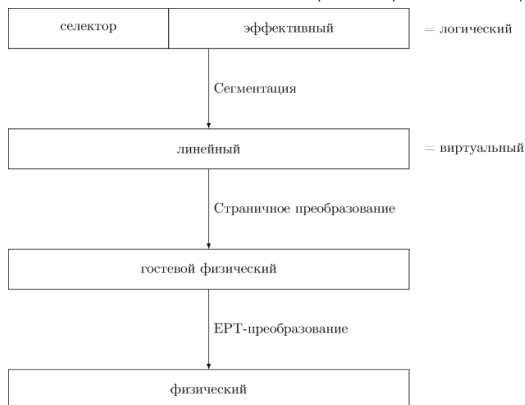 селектор эффективный = логический
Сегментация
линейный = виртуальный
Страничное преобразование
гостевой физический
EPT-преобразование
физический